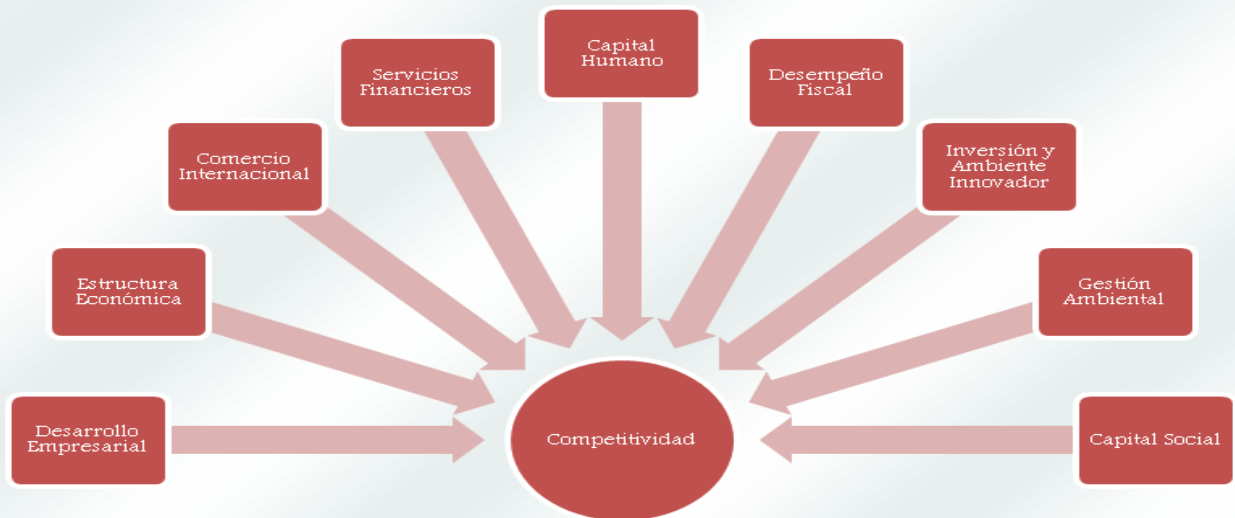 Capital
Humano
Servicios
Financieros
Desempeño
Fiscal
Comercio
Internacional
Inversión y
Ambiente
Innovador
Estructura
Económica
Gestión
Ambiental
Desarrollo
Empresarial
Competitividad
Capital Social